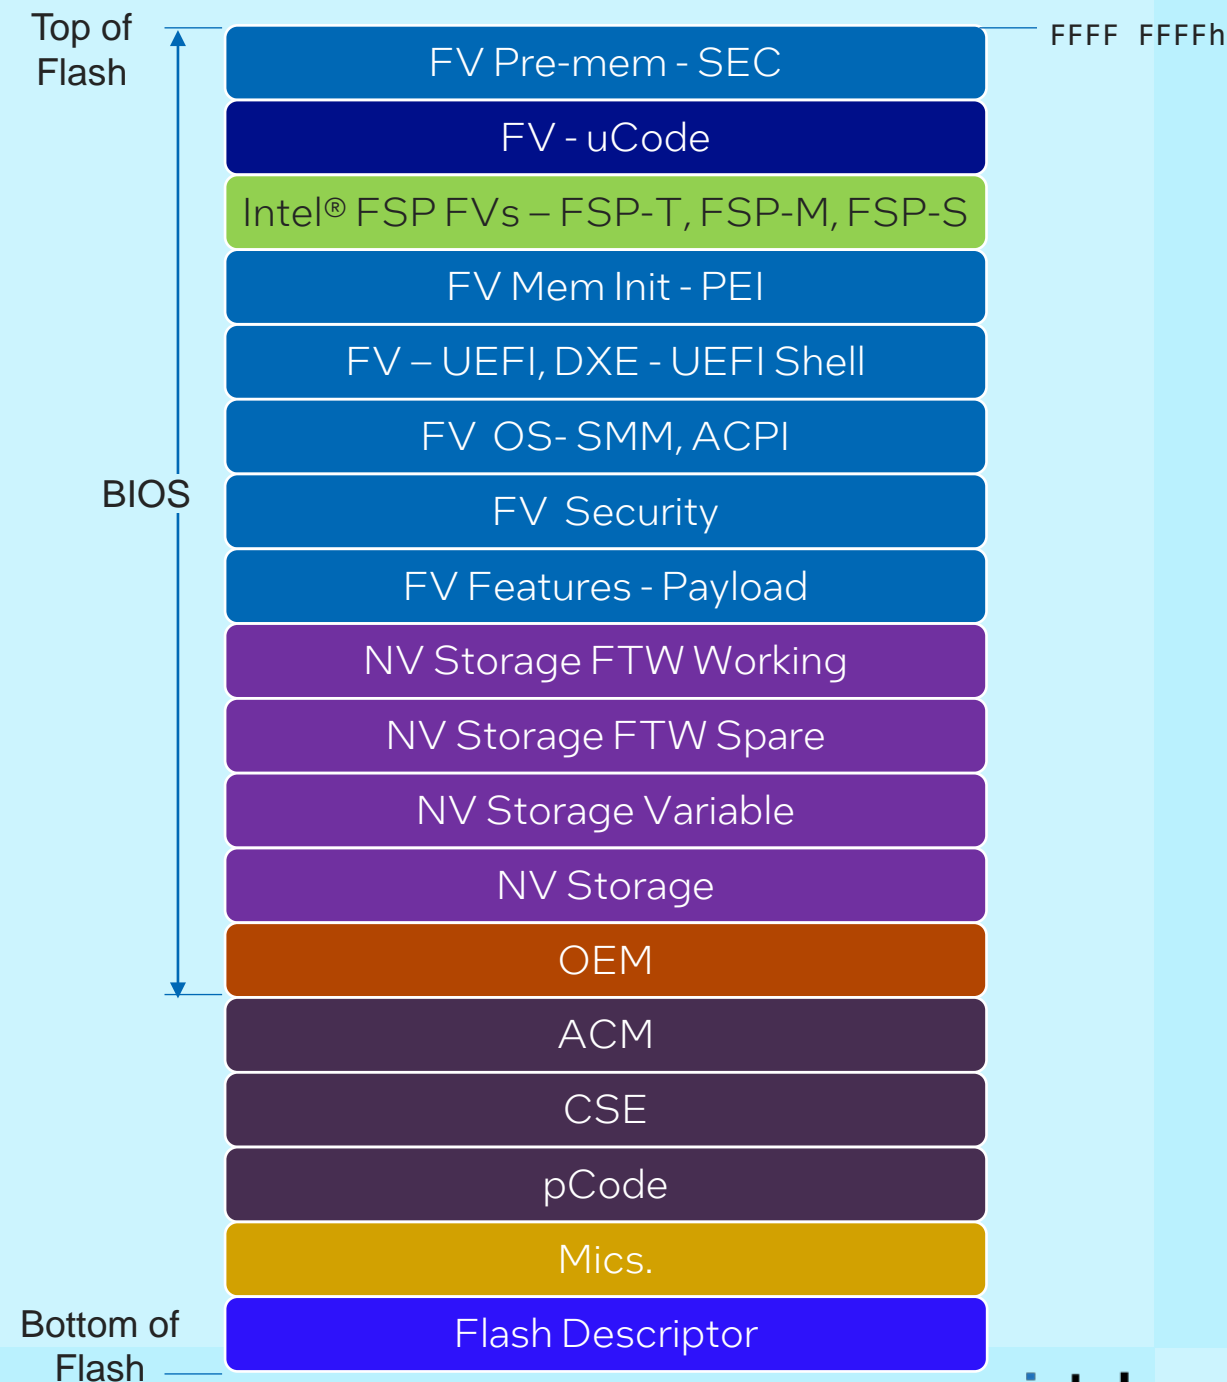 Top of
Flash
FFFF FFFFh
FV Pre-mem - SEC
FV - uCode
Intel® FSP FVs – FSP-T, FSP-M, FSP-S
FV Mem Init - PEI
FV – UEFI, DXE - UEFI Shell
FV OS- SMM, ACPI
BIOS
FV Security
FV Features - Payload
NV Storage FTW Working
NV Storage FTW Spare
NV Storage Variable
NV Storage
OEM
ACM
CSE
pCode
Mics.
Bottom of
Flash
Flash Descriptor